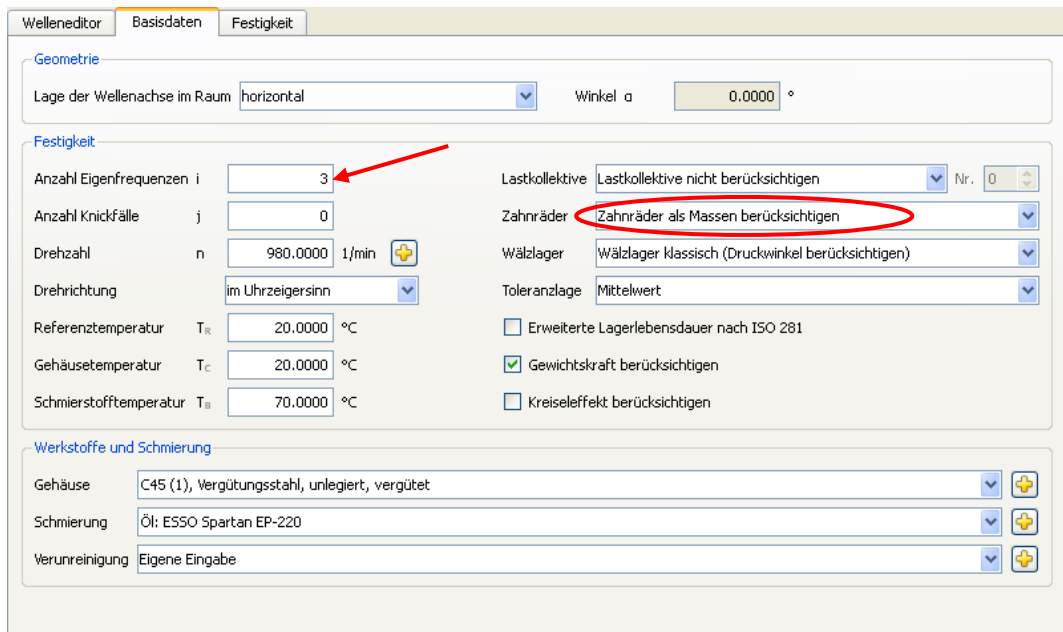 Welleneditor Basisdaten Festigkeit
Geometrie
Lage der Wellenachse im Raum horizontal Winkel α 0.0000 °
Festigkeit
Anzahl Eigenfrequenzen i 3 Lastkollektive Lastkollektive nicht berücksichtigen Nr. 0
Anzahl Knickfälle j 0 Zahnräder Zahnräder als Massen berücksichtigen
Drehzahl n 980.0000 1/min Wälzlager Wälzlager klassisch (Druckwinkel berücksichtigen)
Drehrichtung im Uhrzeigersinn Toleranzlage Mittelwert
Referenztemperatur TR 20.0000 °C Erweiterte Lagerlebensdauer nach ISO 281
Gehäusetemperatur TC 20.0000 °C Gewichtskraft berücksichtigen
Schmierstofftemperatur TB 70.0000 °C Kreiseleffekt berücksichtigen
Werkstoffe und Schmierung
Gehäuse C45 (1), Vergütungsstahl, unlegiert, vergütet
Schmierung Öl: ESSO Spartan EP-220
Verunreinigung Eigene Eingabe